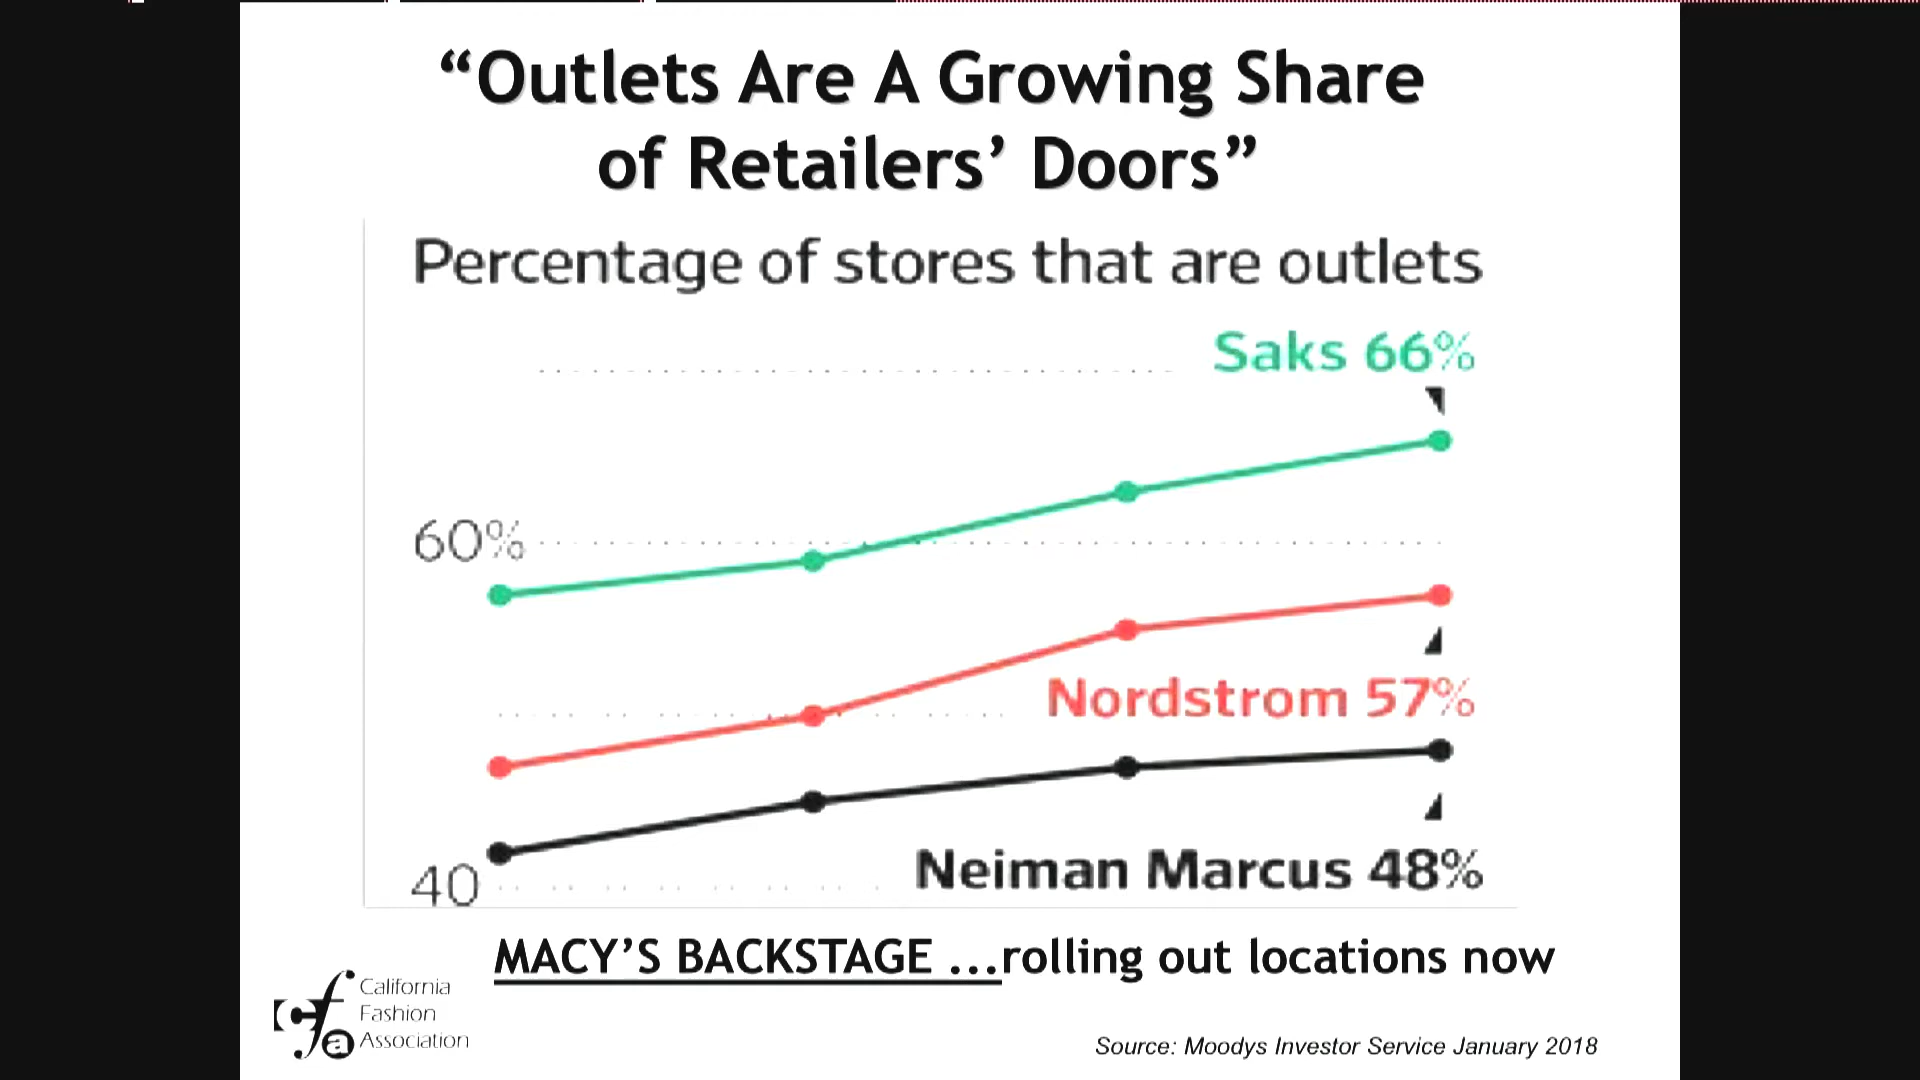 “Outlets Are A Growing Share
of Retailers’ Doors”
Percentage of stores that are outlets
Saks 66%
60%
Nordstrom 57%
Neiman Marcus 48%
40
MACY’S BACKSTAGE ...rolling out locations now
cfa
California
Fashion
Association
Source: Moodys Investor Service January 2018